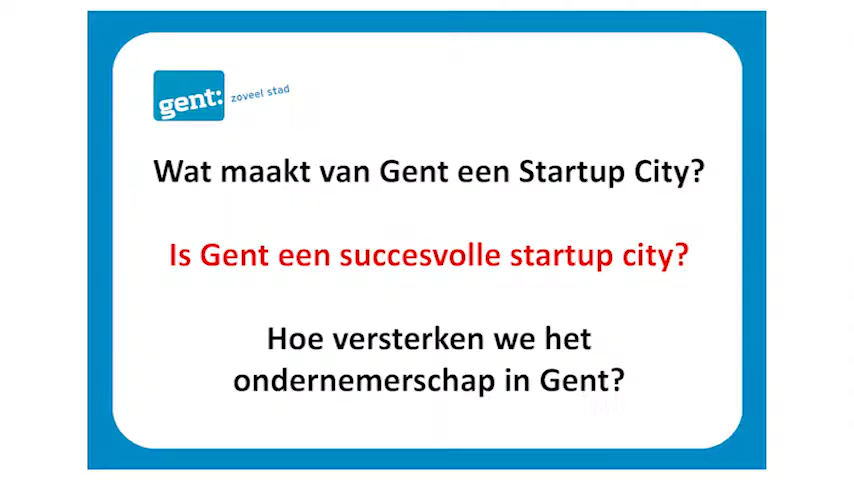 gent: zoveel stad
Wat maakt van Gent een Startup City?
Is Gent een succesvolle startup city?
Hoe versterken we het
ondernemerschap in Gent?